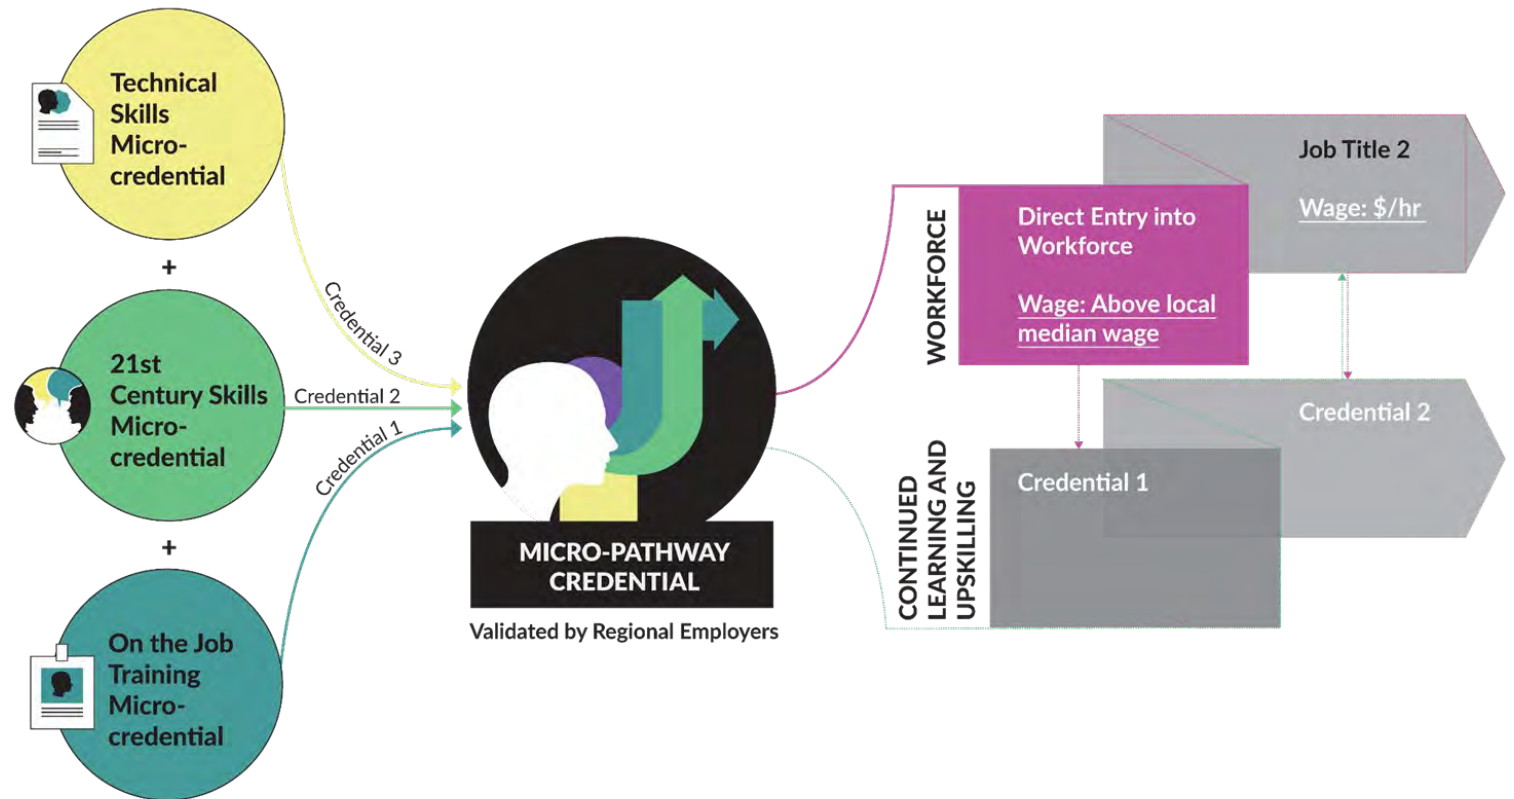 Technical
Skills
Micro-
credential
+
21st
Century Skills
Micro-
credential
+
On the Job
Training
Micro-
credential
Credential 3
Credential 2
Credential 1
MICRO-PATHWAY
CREDENTIAL
Validated by Regional Employers
WORKFORCE
Direct Entry into
Workforce
Wage: Above local
median wage
Job Title 2
Wage: $/hr
CONTINUED
LEARNING AND
UPSKILLING
Credential 1
Credential 2